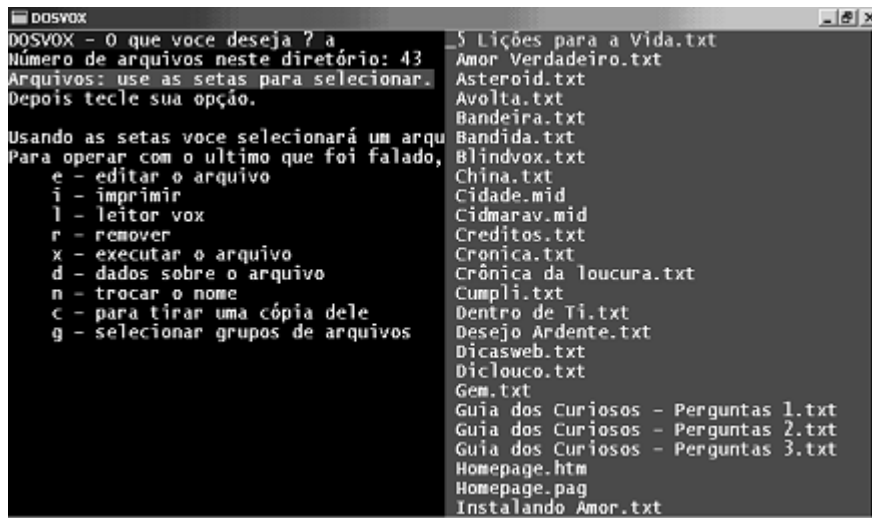 DOSVOX
DOSVOX - O que voce deseja ? a
Número de arquivos neste diretório: 43
Arquivos: use as setas para selecionar.
Depois tecle sua opção.
Usando as setas voce selecionará um arqu
Para operar com o ultimo que foi falado,
e - editar o arquivo
i - imprimir
l - leitor vox
r - remover
x - executar o arquivo
d - dados sobre o arquivo
n - trocar o nome
c - para tirar uma cópia dele
g - selecionar grupos de arquivos
_5 Lições para a Vida.txt
Amor Verdadeiro.txt
Asteroid.txt
Avolta.txt
Bandeira.txt
Bandida.txt
Blindvox.txt
China.txt
Cidade.mid
Cidmarav.mid
Creditos.txt
Cronica.txt
Crônica da loucura.txt
Cumpli.txt
Dentro de Ti.txt
Desejo Ardente.txt
Dicasweb.txt
Diclouco.txt
Gem.txt
Guia dos Curiosos - Perguntas 1.txt
Guia dos Curiosos - Perguntas 2.txt
Guia dos Curiosos - Perguntas 3.txt
Homepage.htm
Homepage.pag
Instalando Amor.txt